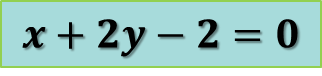 x + 2y − 2 = 0